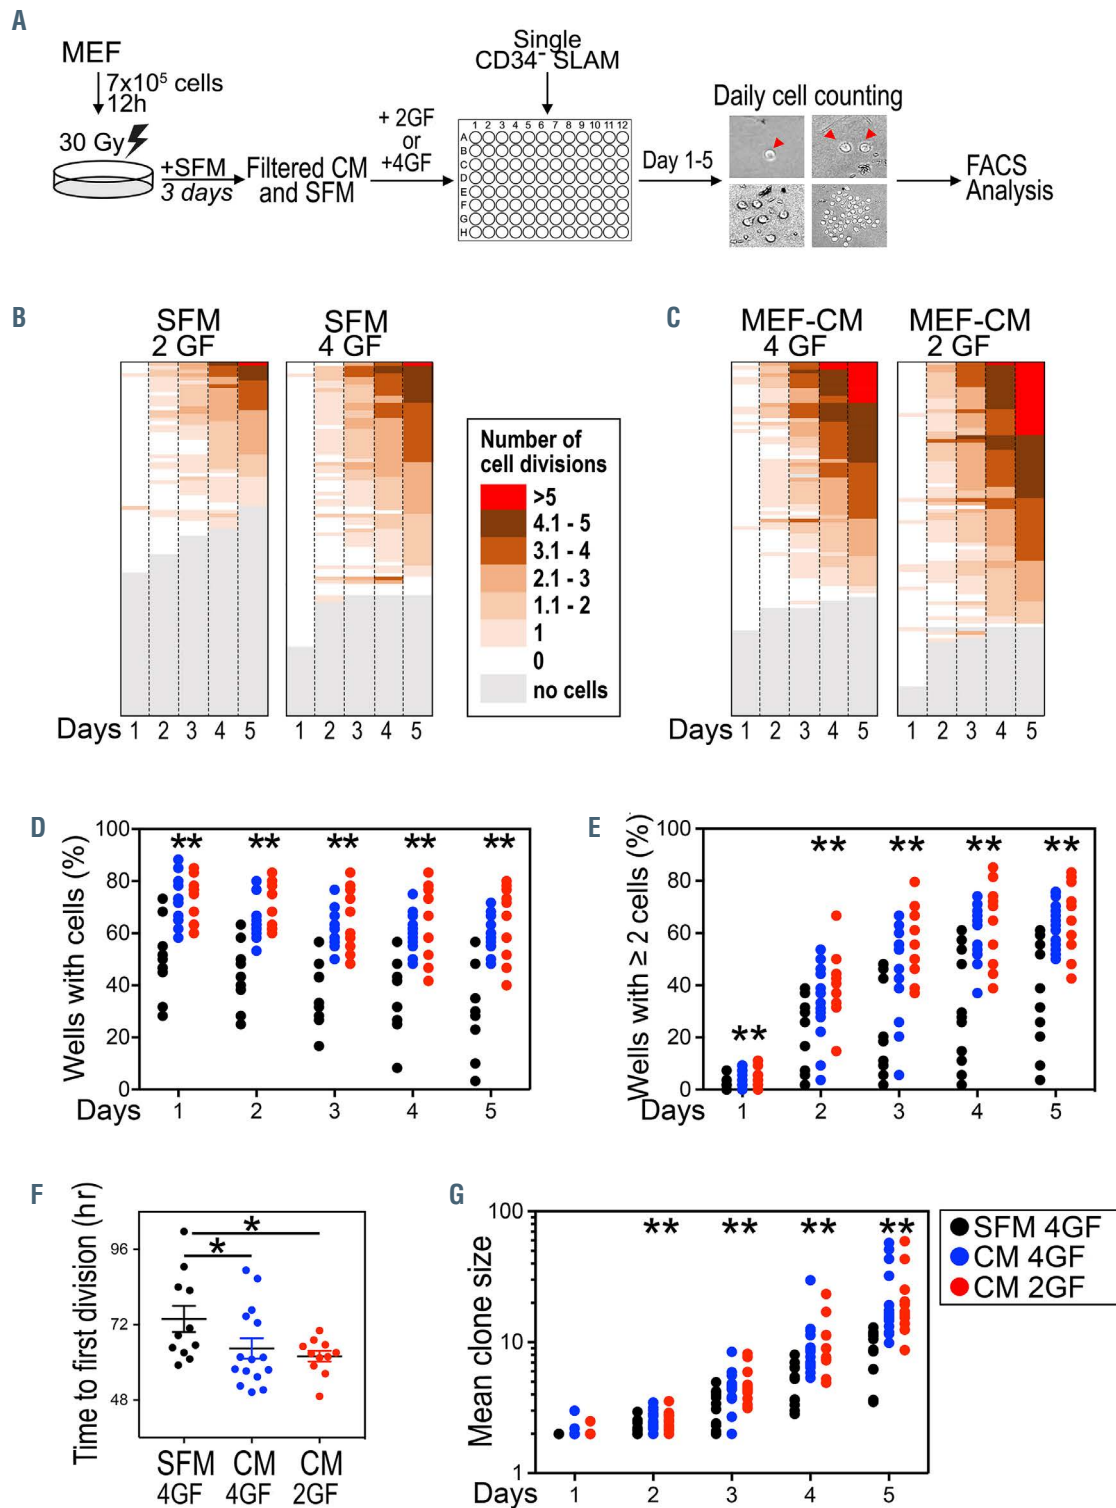 A
MEF
7x10⁵ cells
12h
30 Gy
+SFM
3 days
Filtered CM
and SFM
+ 2GF
or
+4GF
Single
CD34⁻ SLAM
1 2 3 4 5 6 7 8 9 10 11 12
A
B
C
D
E
F
G
H
Day 1-5
Daily cell counting
FACS
Analysis
B
SFM
2 GF
SFM
4 GF
Days 1 2 3 4 5 1 2 3 4 5
Number of
cell divisions
>5
4.1 - 5
3.1 - 4
2.1 - 3
1.1 - 2
1
0
no cells
C
MEF-CM
4 GF
MEF-CM
2 GF
Days 1 2 3 4 5 1 2 3 4 5
D
Wells with cells (%)
100
80
60
40
20
0
** ** ** ** **
Days 1 2 3 4 5
E
Wells with ≥ 2 cells (%)
100
80
60
40
20
0
** ** ** ** **
Days 1 2 3 4 5
F
Time to first division (hr)
96
72
48
*
*
SFM CM CM
4GF 4GF 2GF
G
Mean clone size
100
10
1
** ** ** **
Days 1 2 3 4 5
SFM 4GF
CM 4GF
CM 2GF